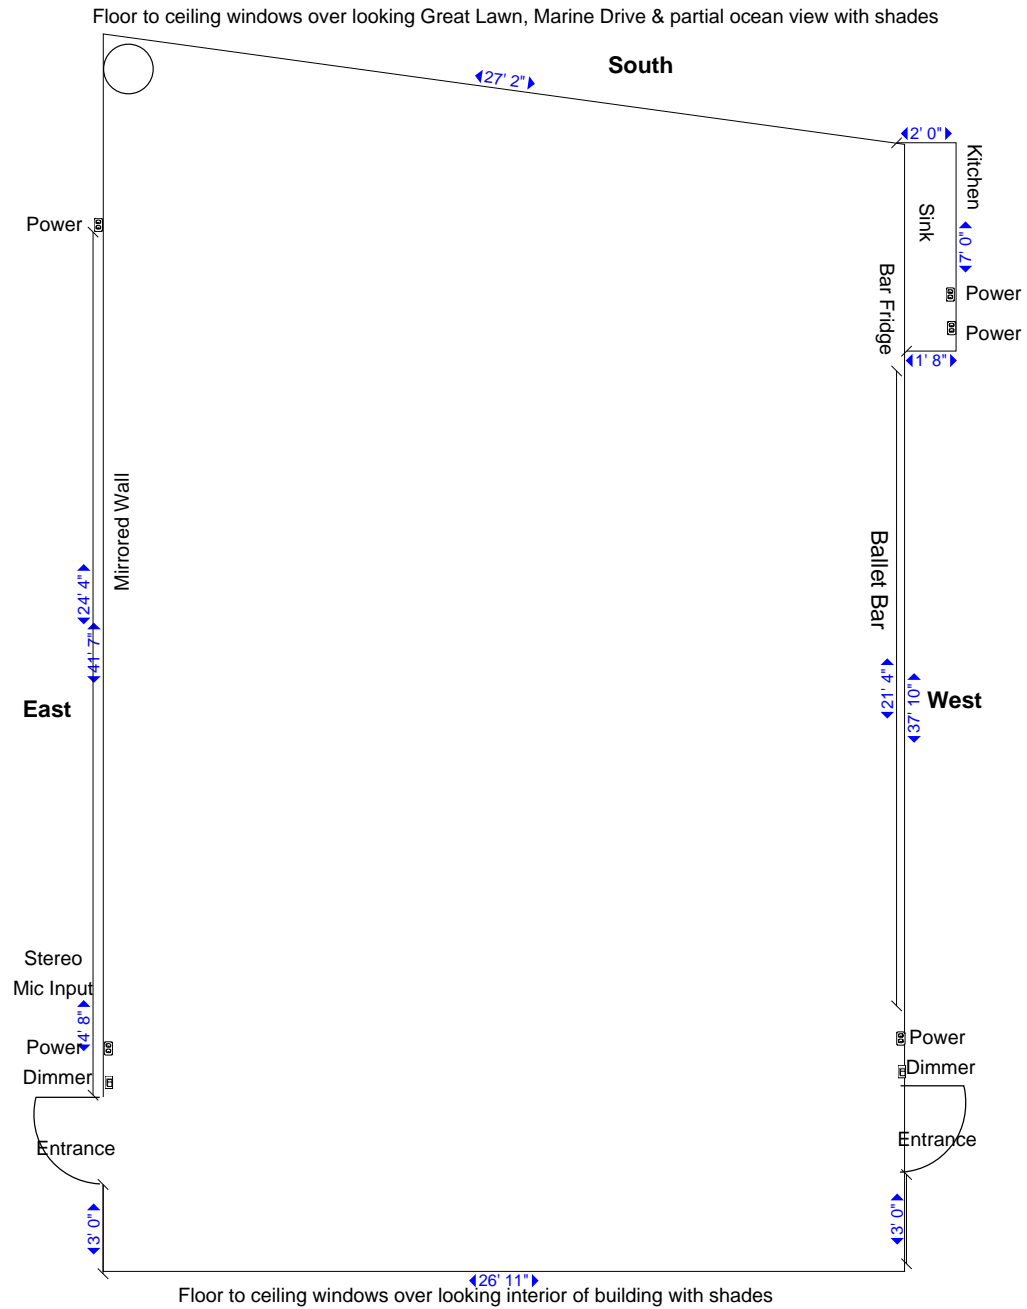 Floor to ceiling windows over looking Great Lawn, Marine Drive & partial ocean view with shades
South
27' 2"
2' 0"
Kitchen
Sink
7' 0"
Power
Bar Fridge
Power
Power
1' 8"
Mirrored Wall
Ballet Bar
24' 4"
41' 7"
21' 4"
37' 10"
East
West
Stereo
Mic Input
4' 8"
Power
Dimmer
Power
Dimmer
Entrance
Entrance
3' 0"
3' 0"
26' 11"
Floor to ceiling windows over looking interior of building with shades